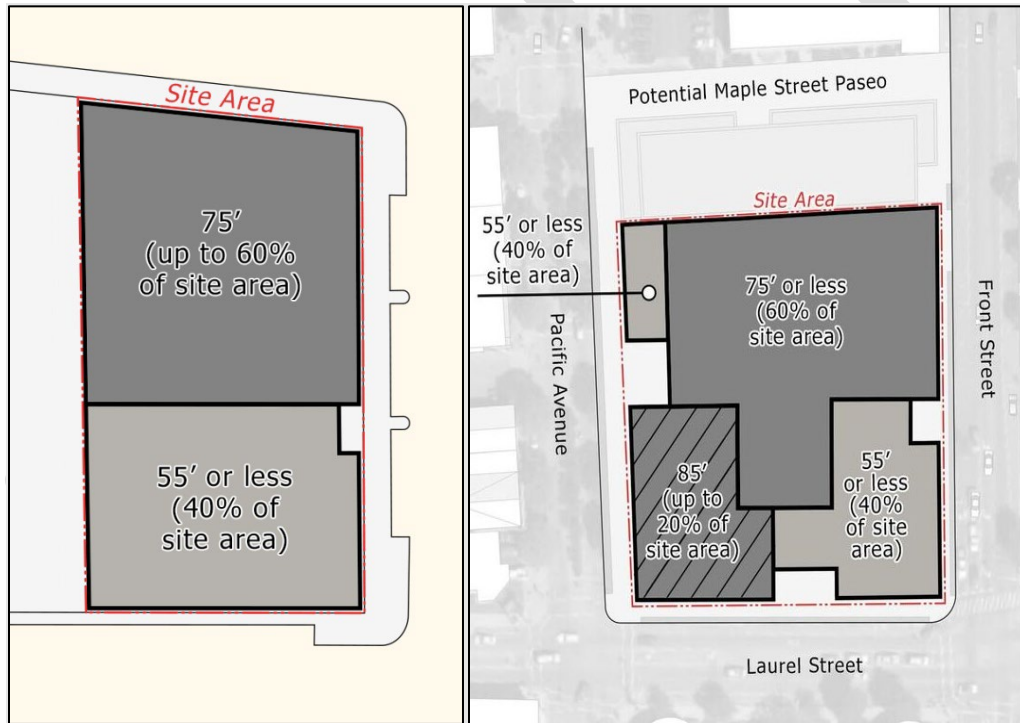 Site Area
75’
(up to 60%
of site area)
55’ or less
(40% of
site area)
Potential Maple Street Paseo
Site Area
55’ or less
(40% of
site area)
75’ or less
(60% of
site area)
Pacific Avenue
Front Street
85’
(up to
20% of
site area)
55’
or less
(40%
of site
area)
Laurel Street